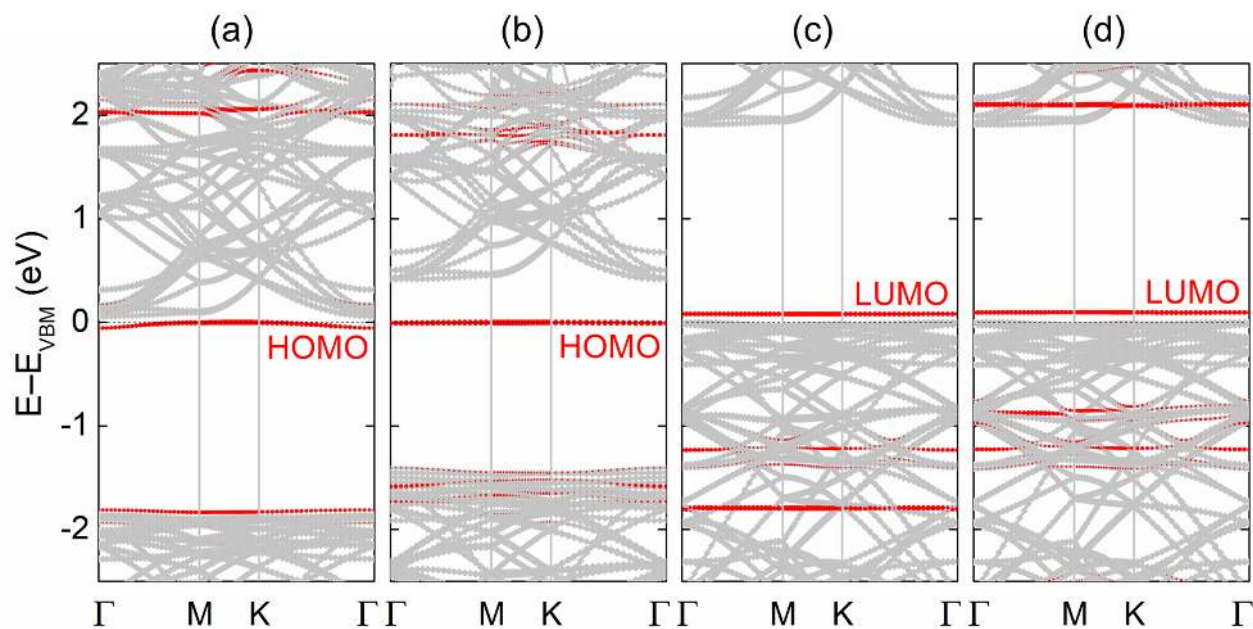 (a) (b) (c) (d)
E−E_VBM (eV)
2
1
0
-1
-2
HOMO
HOMO
LUMO
LUMO
Γ M K Γ Γ M K Γ Γ M K Γ Γ M K Γ